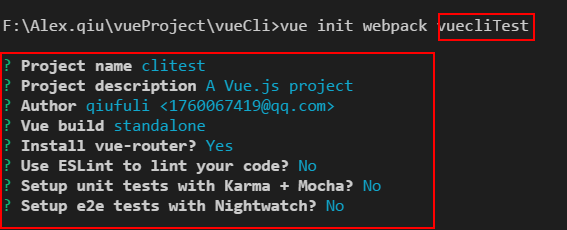 F:\Alex.qiu\vueProject\vueCli>vue init webpack vuecliTest
? Project name clitest
? Project description A Vue.js project
? Author qiufuli <1760067419@qq.com>
? Vue build standalone
? Install vue-router? Yes
? Use ESLint to lint your code? No
? Setup unit tests with Karma + Mocha? No
? Setup e2e tests with Nightwatch? No